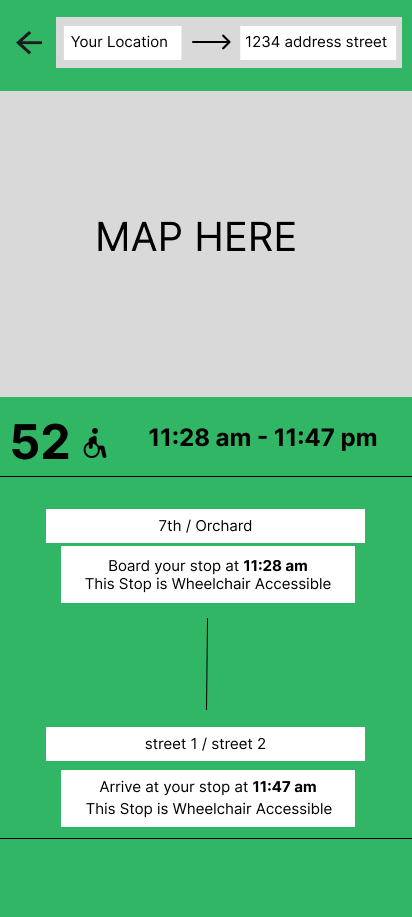 Your Location
1234 address street
MAP HERE
52
11:28 am - 11:47 pm
7th / Orchard
Board your stop at 11:28 am
This Stop is Wheelchair Accessible
street 1 / street 2
Arrive at your stop at 11:47 am
This Stop is Wheelchair Accessible